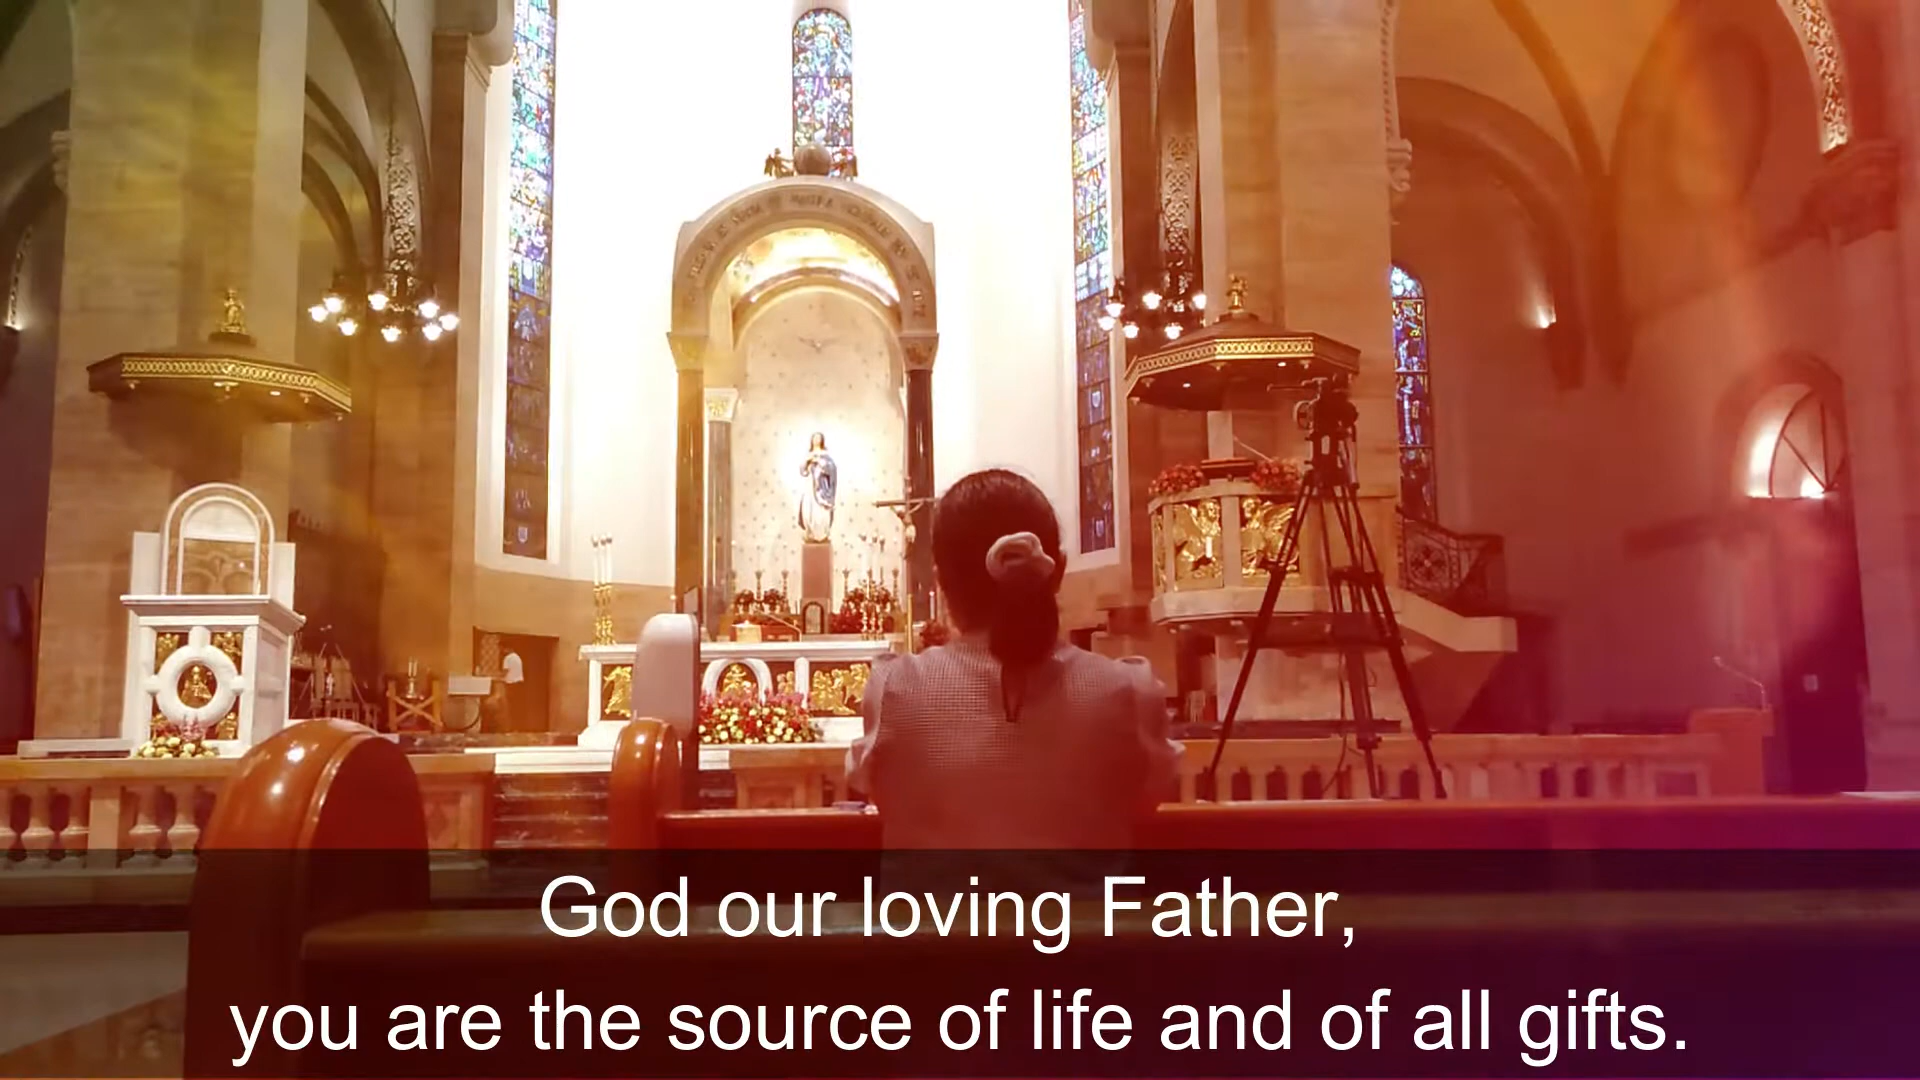 God our loving Father,
you are the source of life and of all gifts.